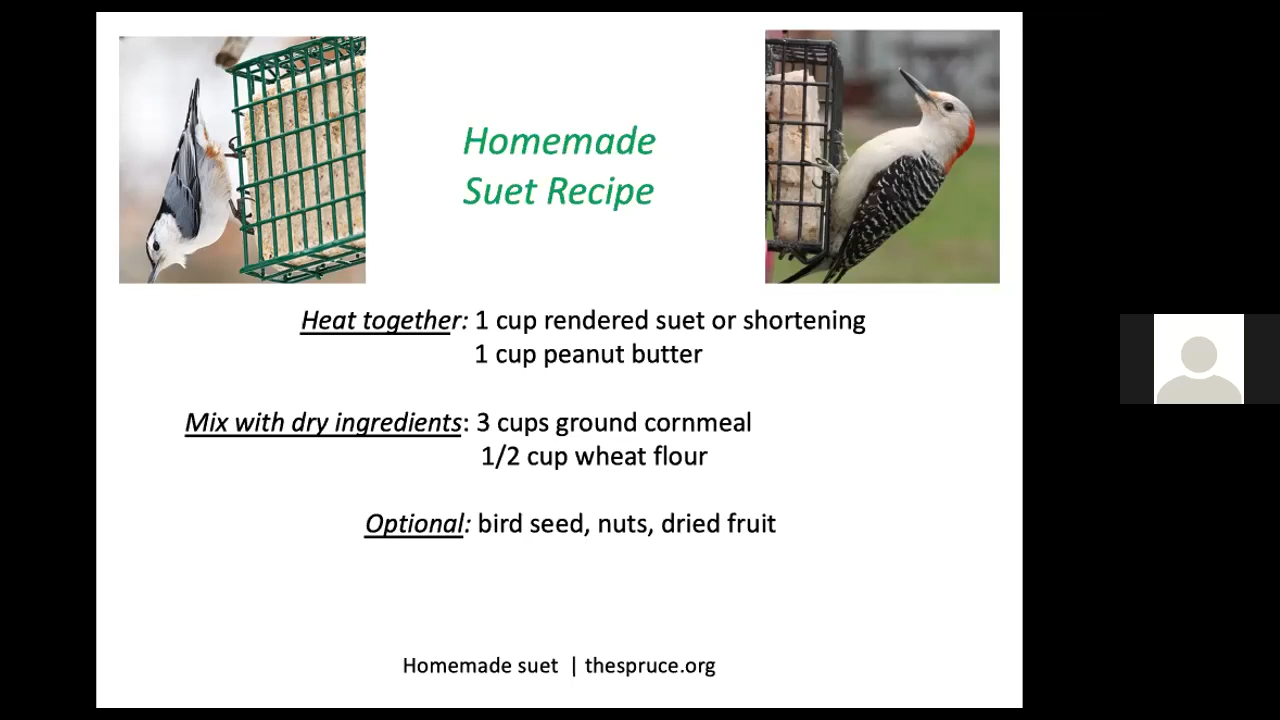 Homemade
Suet Recipe
Heat together: 1 cup rendered suet or shortening
1 cup peanut butter
Mix with dry ingredients: 3 cups ground cornmeal
1/2 cup wheat flour
Optional: bird seed, nuts, dried fruit
Homemade suet | thespruce.org